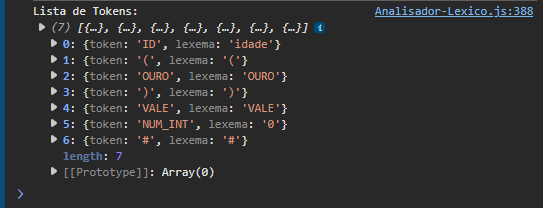 Lista de Tokens: Analisador-Lexico.js:388
▶ (7) [{…}, {…}, {…}, {…}, {…}, {…}, {…}] i
▶ 0: {token: 'ID', lexema: 'idade'}
▶ 1: {token: '(', lexema: '('}
▶ 2: {token: 'OURO', lexema: 'OURO'}
▶ 3: {token: ')', lexema: ')'}
▶ 4: {token: 'VALE', lexema: 'VALE'}
▶ 5: {token: 'NUM_INT', lexema: '0'}
▶ 6: {token: '#', lexema: '#'}
length: 7
▶ [[Prototype]]: Array(0)
>